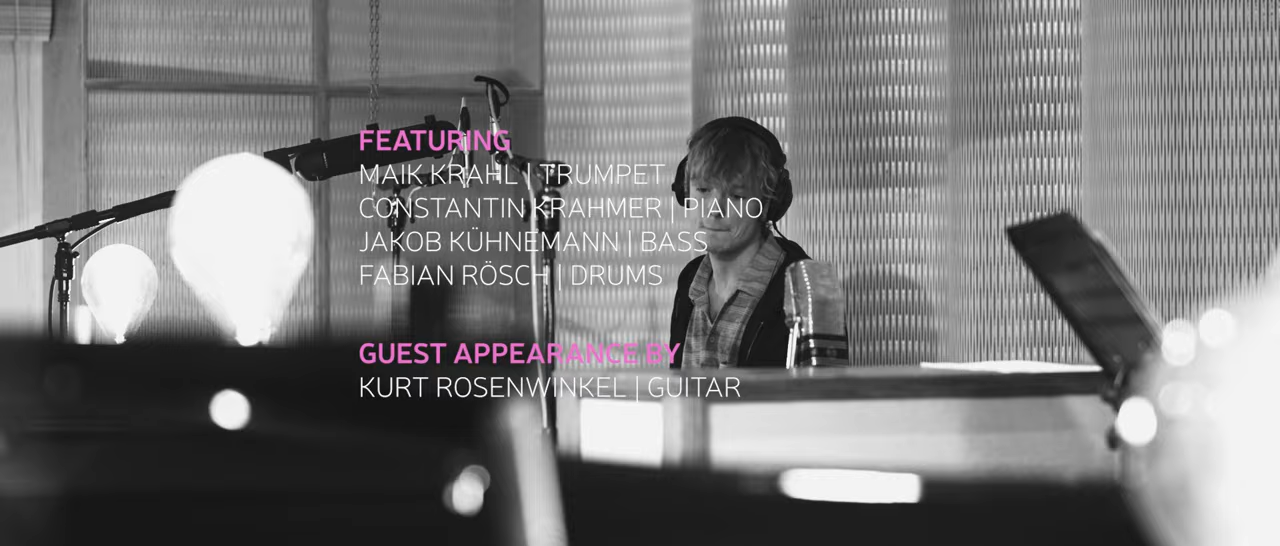 FEATURING
MAIK KRAHL | TRUMPET
CONSTANTIN KRAHMER | PIANO
JAKOB KÜHNEMANN | BASS
FABIAN RÖSCH | DRUMS
GUEST APPEARANCE BY
KURT ROSENWINKEL | GUITAR